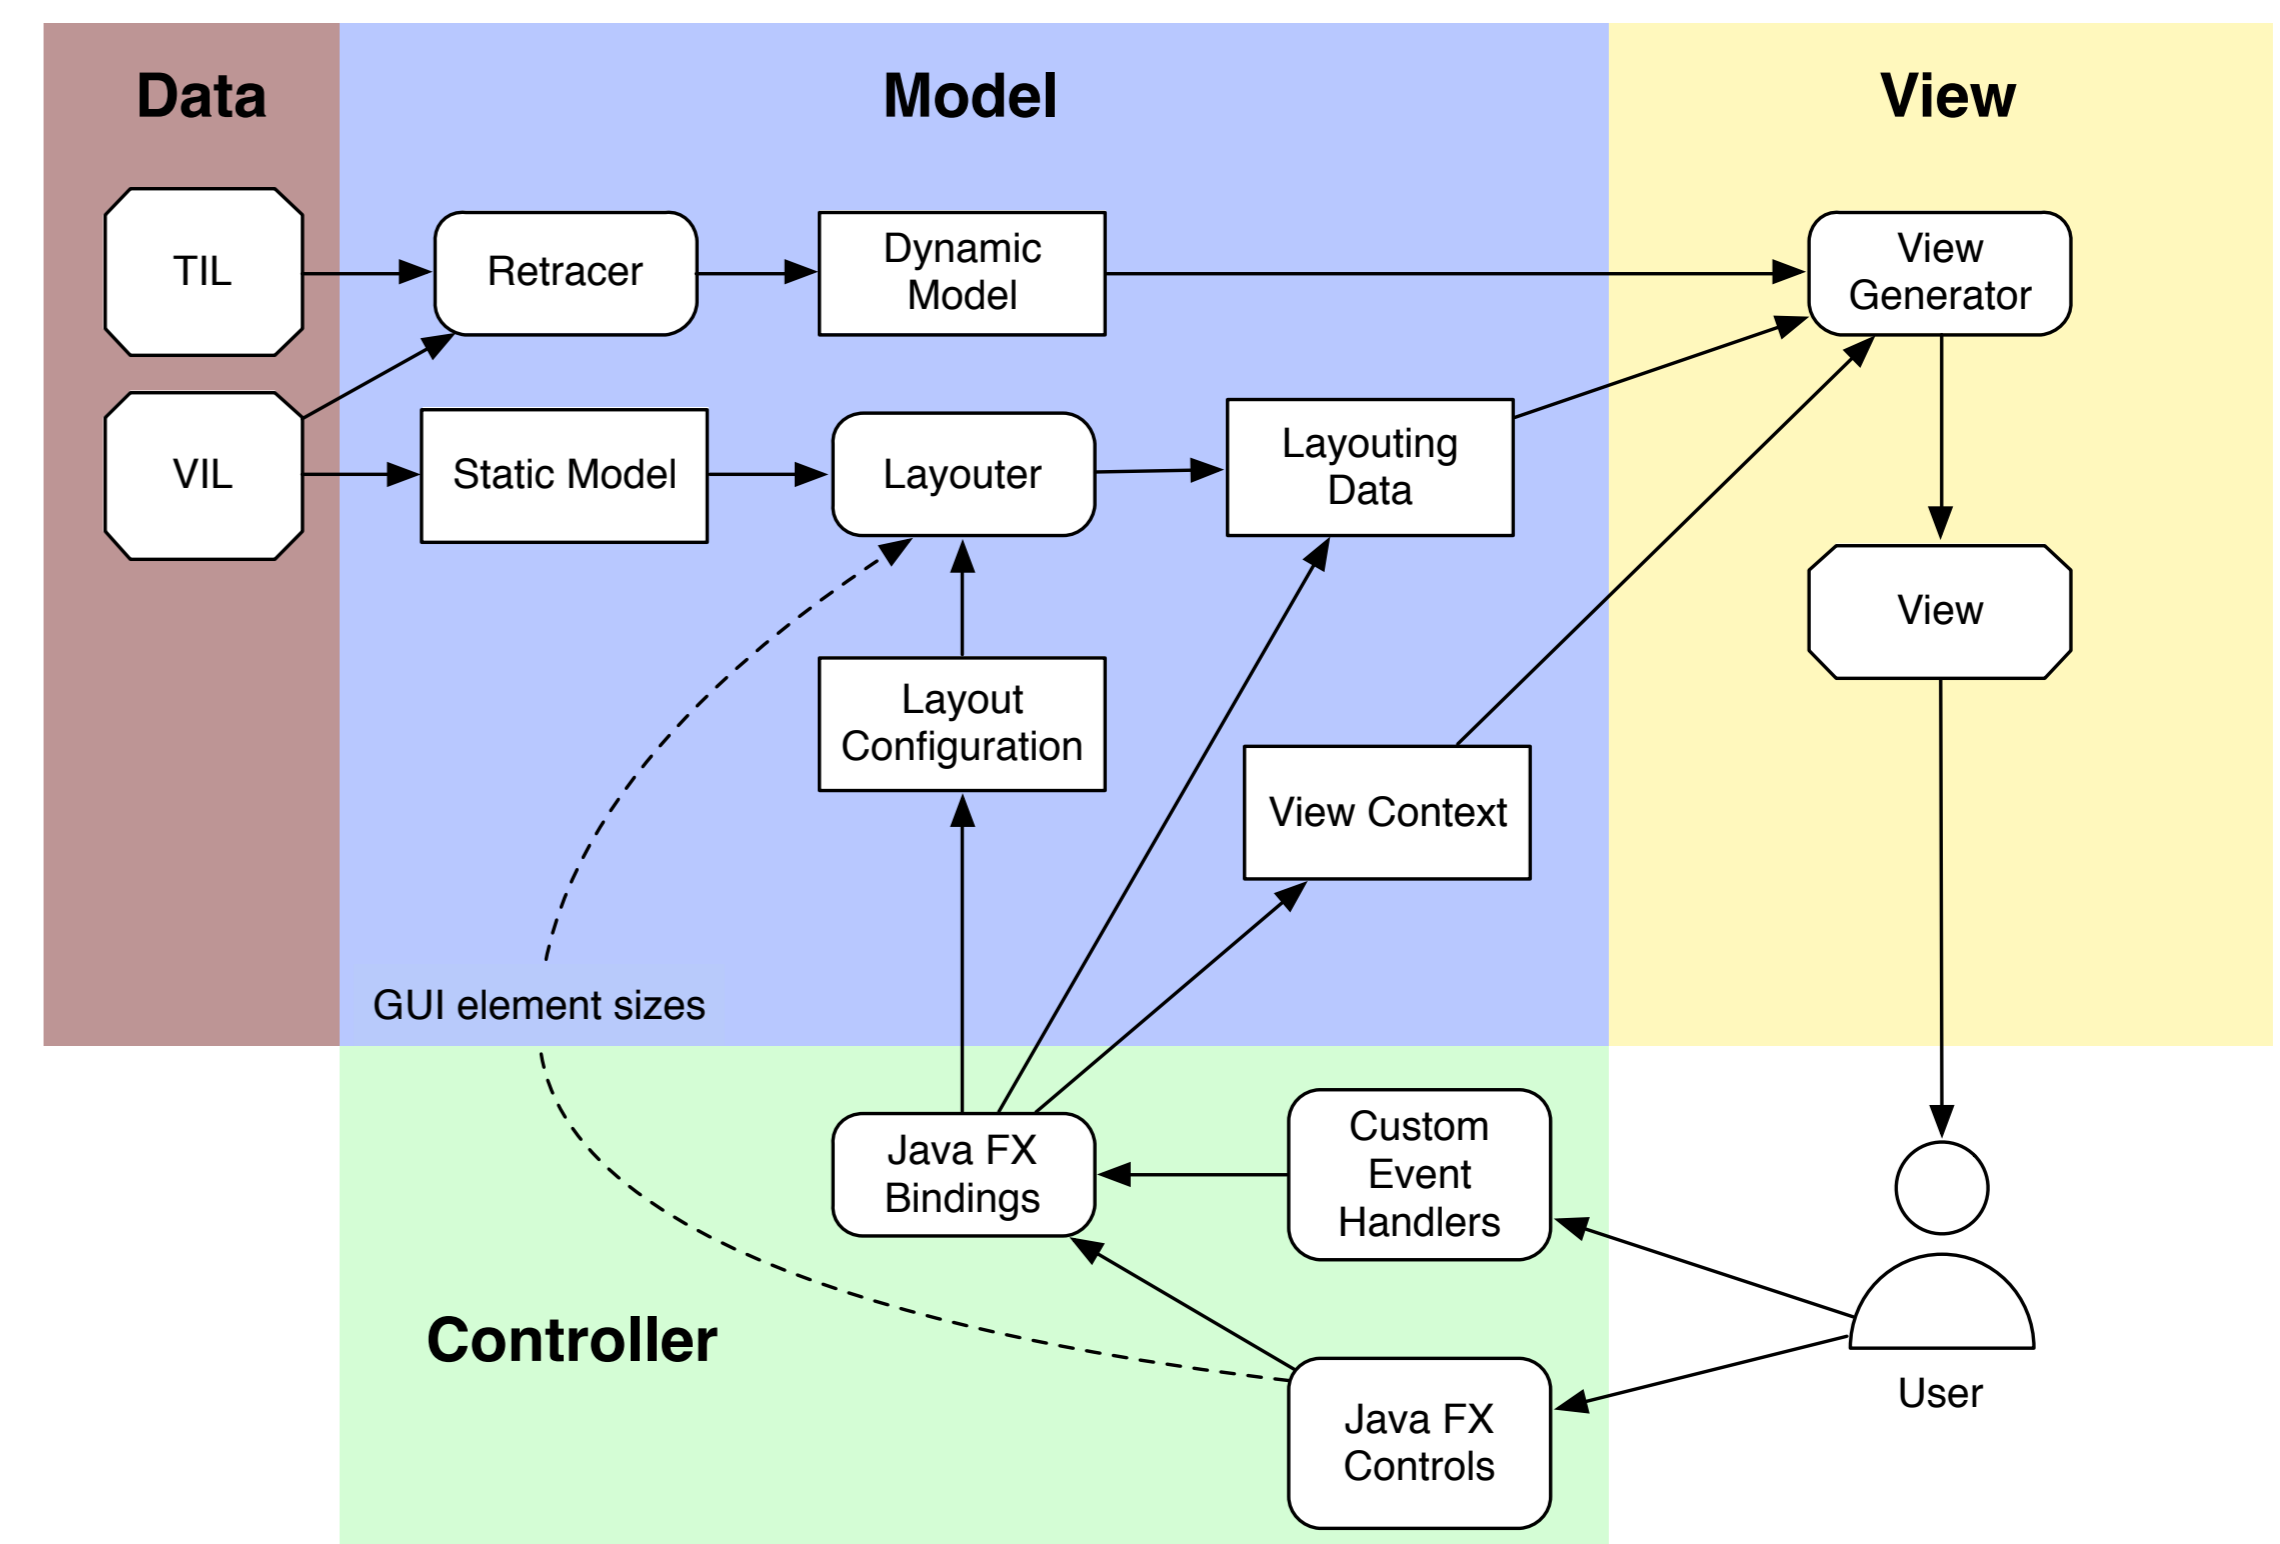 Data
Model
View
TIL
Retracer
Dynamic
Model
View
Generator
VIL
Static Model
Layouter
Layouting
Data
View
Layout
Configuration
View Context
GUI element sizes
Java FX
Bindings
Custom
Event
Handlers
Controller
Java FX
Controls
User